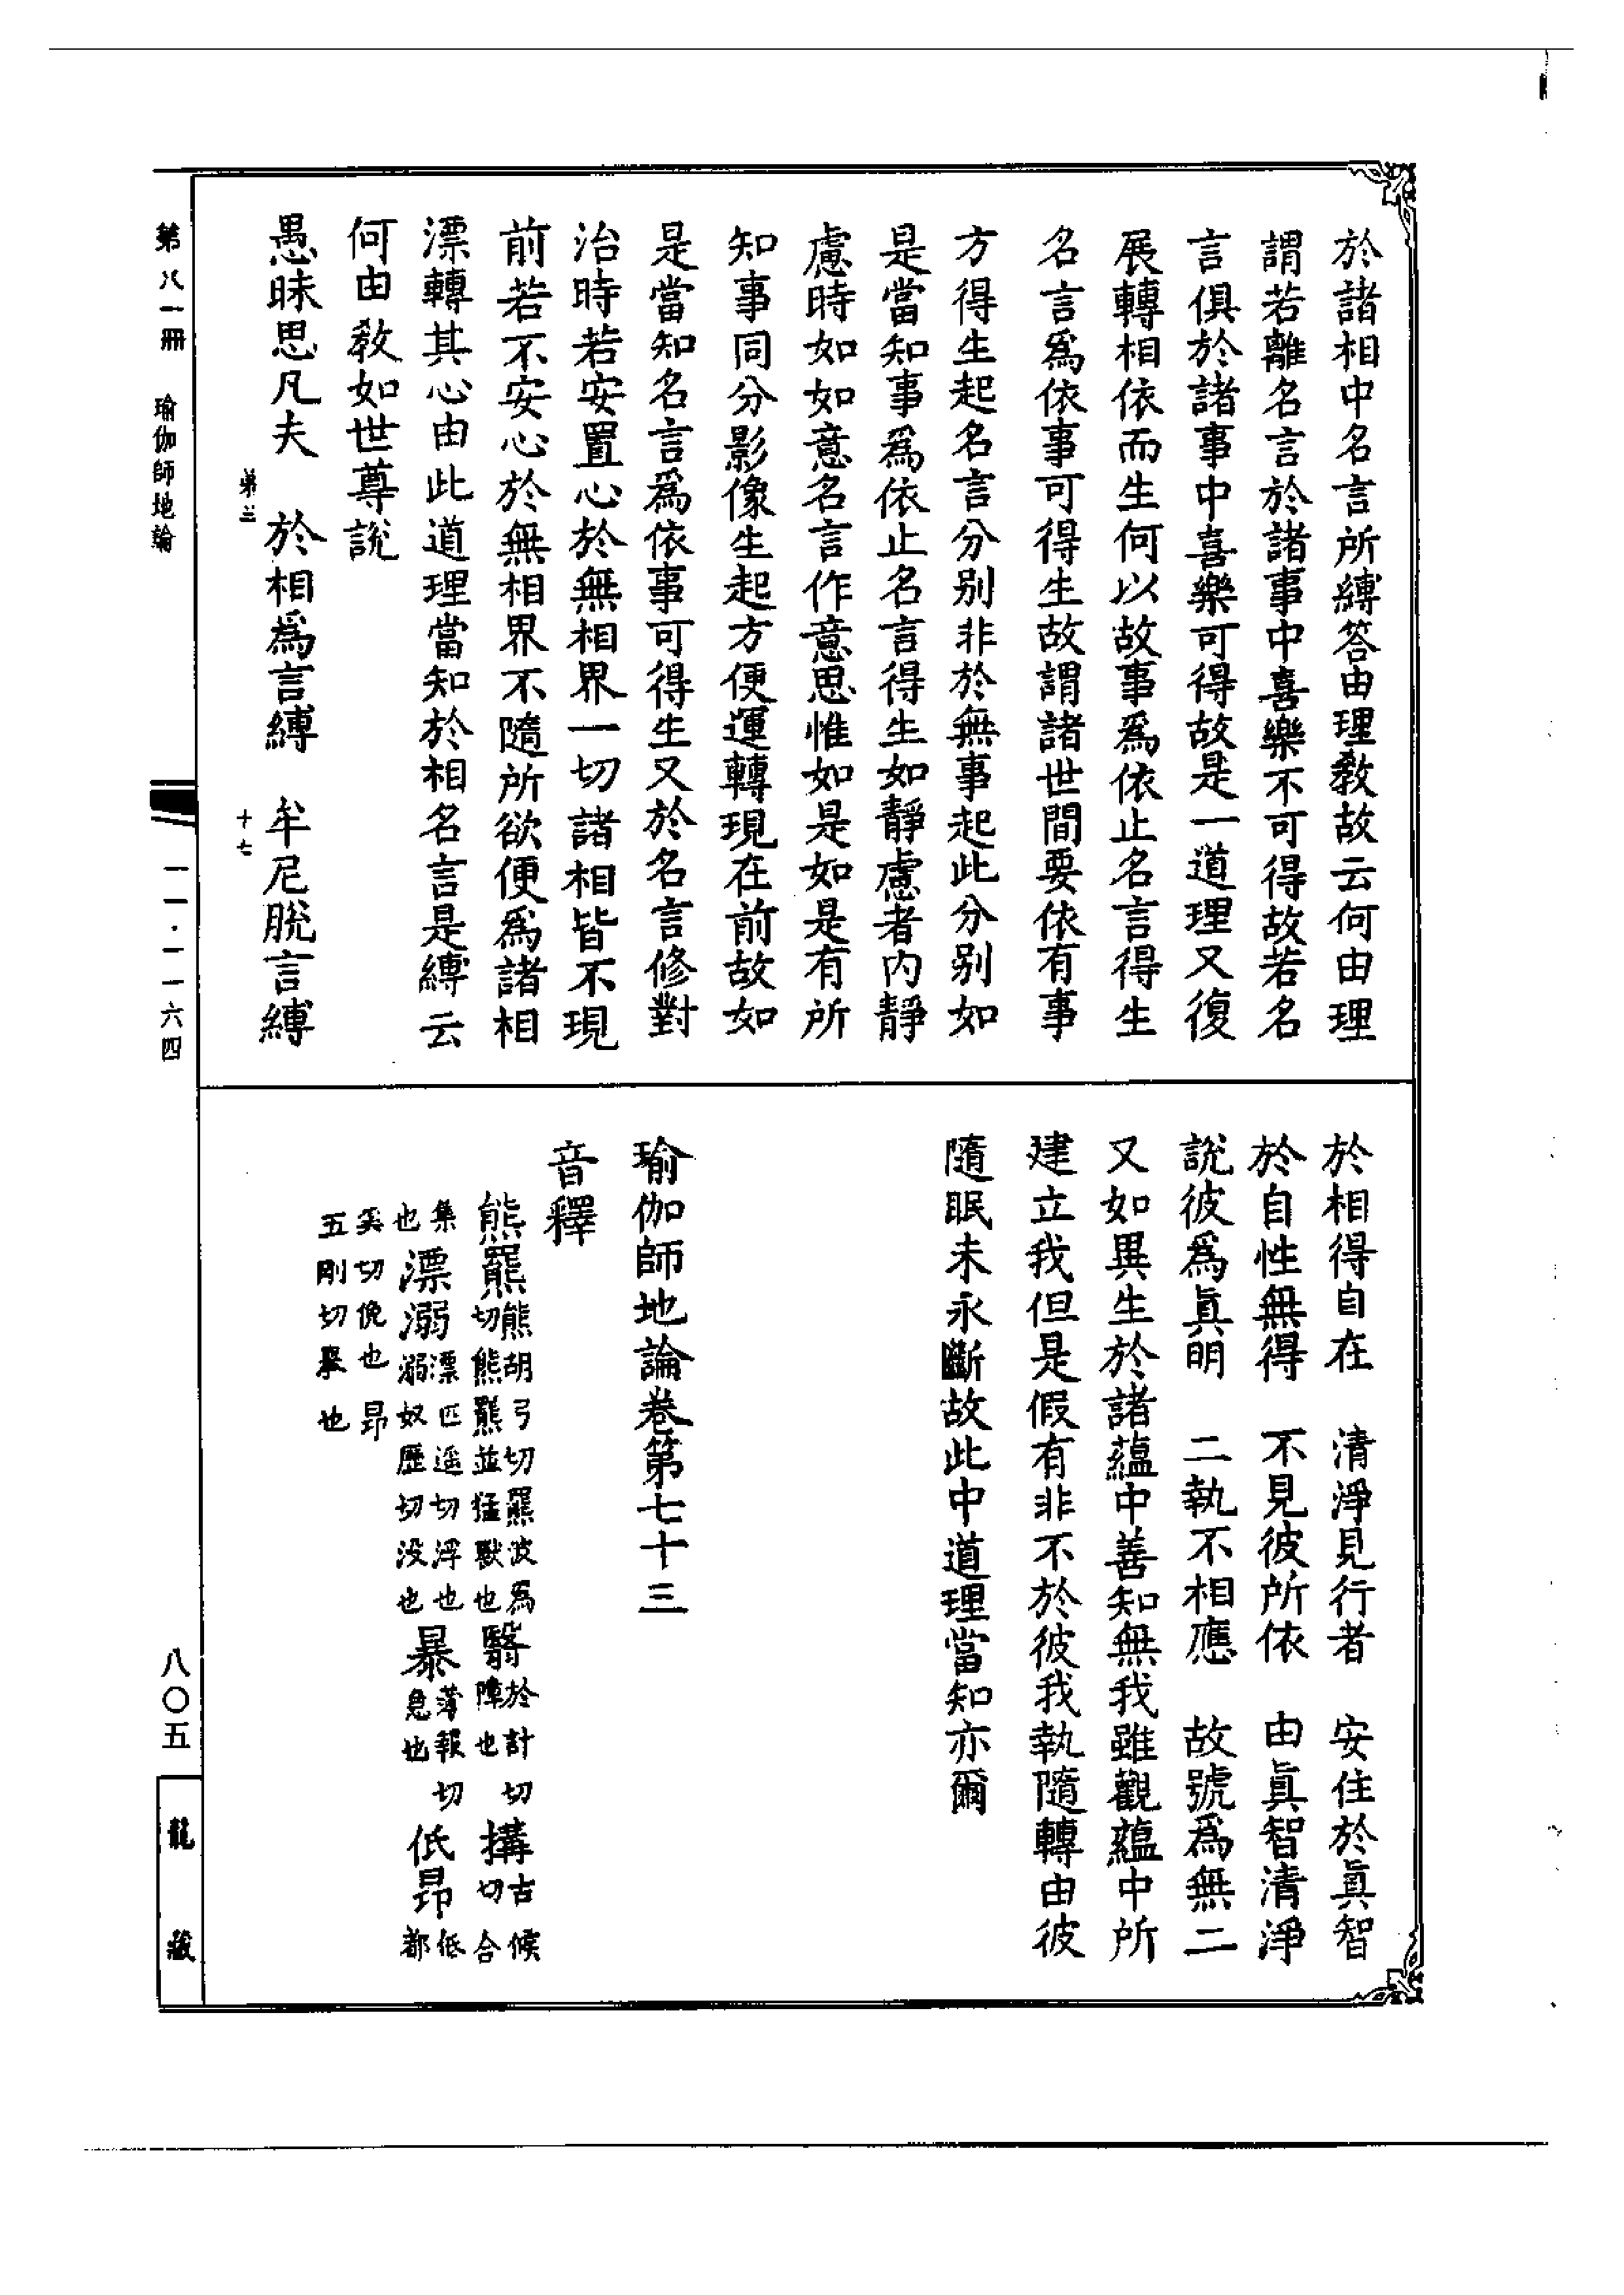 於諸相中名言所縛答由理敎故云何由理
謂若離名言於諸事中喜樂不可得故若名
言俱於諸事中喜樂可得故是一道理又復
展轉相依而生何以故事爲依止名言得生
名言爲依事可得生故謂諸世間要依有事
方得生起名言分别非於無事起此分别如
是當知事爲依止名言得生如靜慮者内靜
慮時如如意名言作意思惟如是如是有所
知事同分影像生起方便運轉現在前故如
是當知名言爲依事可得生又於名言修對
治時若安置心於無相界一切諸相皆不現
前若不安心於無相界不隨所欲便爲諸相
漂轉其心由此道理當知於相名言是縛云
何由敎如世尊說
愚昧思凡夫　於相爲言縛　牟尼脫言縛
於相得自在　清淨見行者　安住於眞智
於自性無得　不見彼所依　由眞智清淨
說彼爲眞明　二執不相應　故號爲無二
又如異生於諸蘊中善知無我雖觀蘊中所
建立我但是假有非不於彼我執隨轉由彼
隨眠未永斷故此中道理當知亦爾
瑜伽師地論卷第七十三
音釋
熊羆熊胡弓切羆波爲切熊羆並猛獸也翳於計切障也搆古候切合
集也漂溺漂匹遥切浮也溺奴歷切没也暴薄報切急也低昂低都
奚切俛也昂五剛切舉也
第八一冊　瑜伽師地論
一一·一一六四
八〇五
龍藏
十七